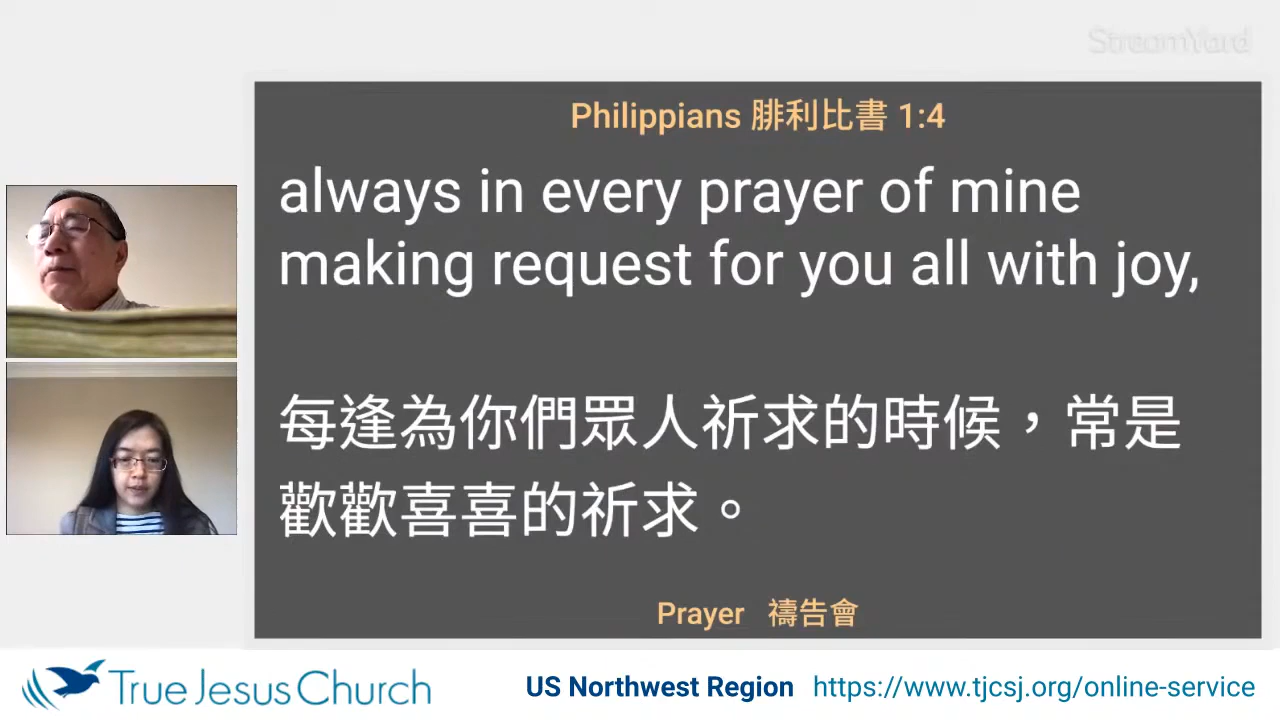 StreamYard
Philippians 腓利比書 1:4
always in every prayer of mine
making request for you all with joy,
每逢為你們眾人祈求的時候，常是
歡歡喜喜的祈求。
Prayer 禱告會
True Jesus Church
US Northwest Region https://www.tjcsj.org/online-service